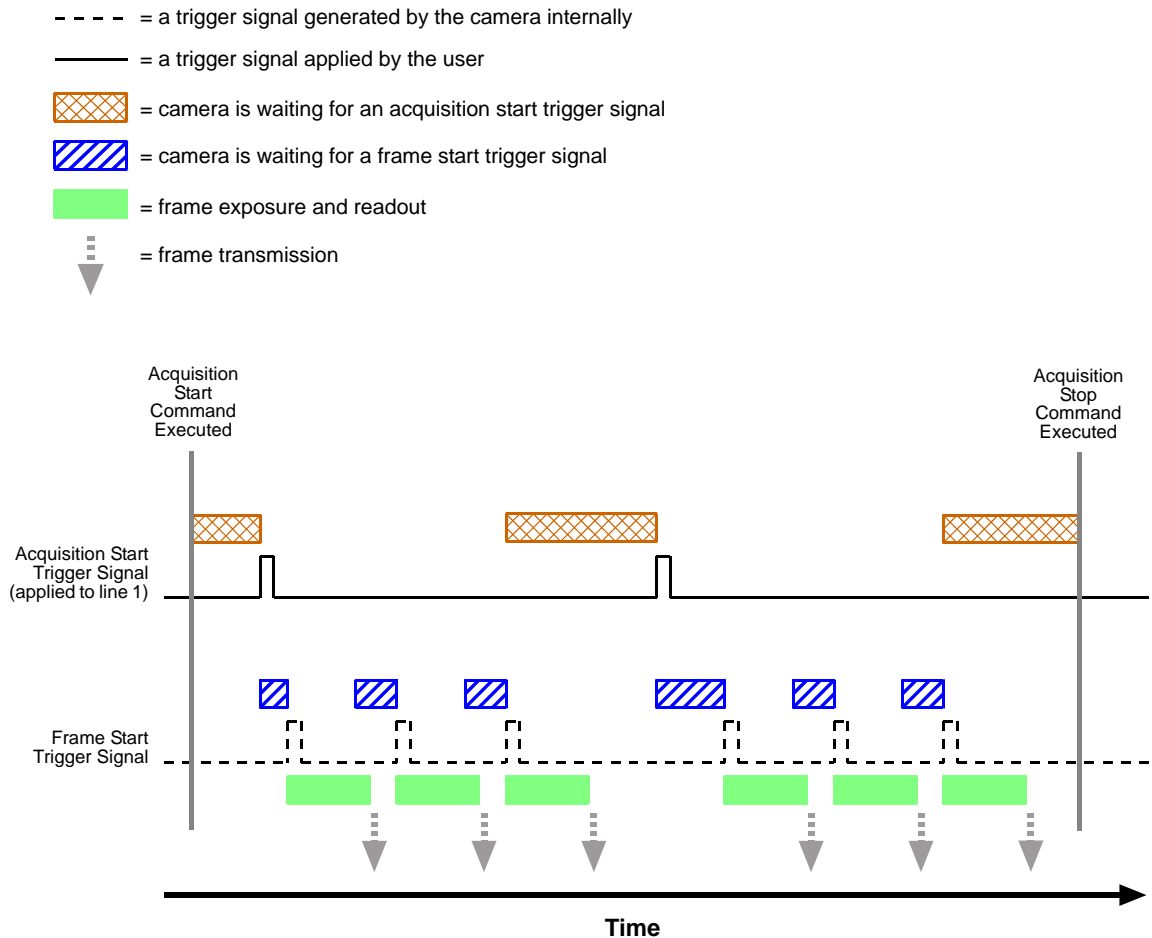 = a trigger signal generated by the camera internally
= a trigger signal applied by the user
= camera is waiting for an acquisition start trigger signal
= camera is waiting for a frame start trigger signal
= frame exposure and readout
= frame transmission
Acquisition
Start
Command
Executed
Acquisition
Stop
Command
Executed
Acquisition Start
Trigger Signal
(applied to line 1)
Frame Start
Trigger Signal
Time